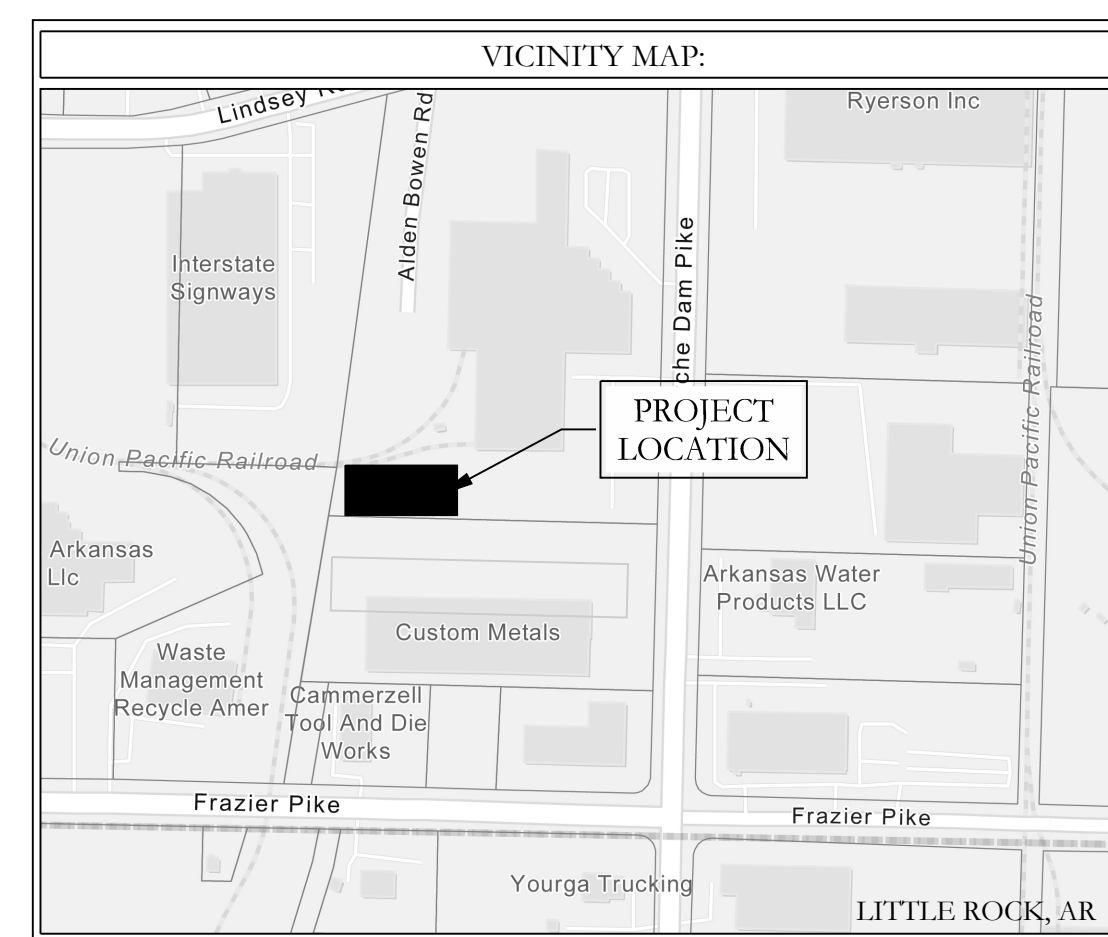 VICINITY MAP:
Lindsey
Ryerson Inc
Alden Bowen Rd
che Dam Pike
Interstate
Signways
Union Pacific Railroad
PROJECT
LOCATION
Union Pacific Railroad
Arkansas
Llc
Arkansas Water
Products LLC
Custom Metals
Waste
Management
Recycle Amer
Cammerzell
Tool And Die
Works
Frazier Pike
Frazier Pike
Yourga Trucking
LITTLE ROCK, AR